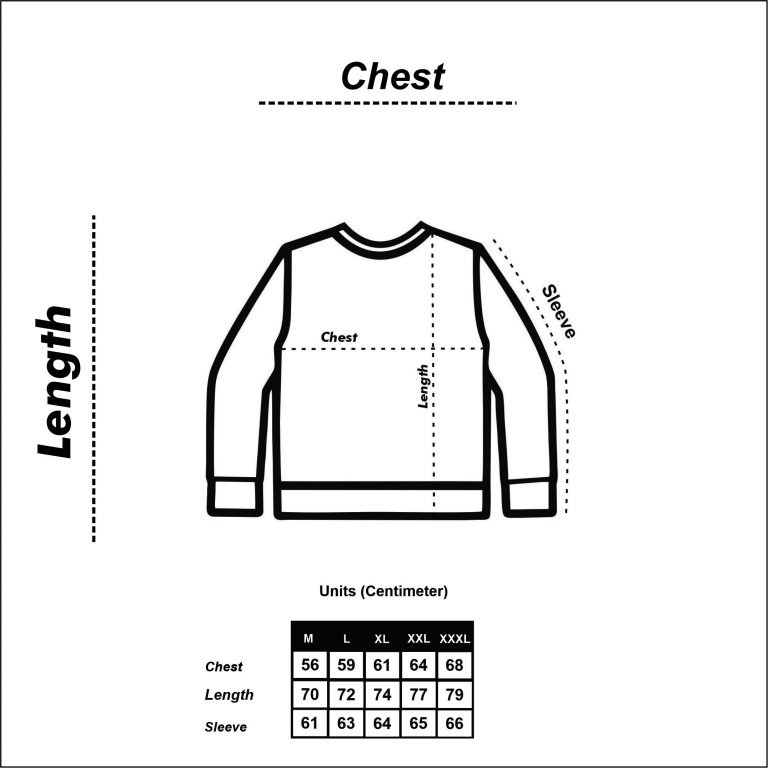 Chest
Length
Sleeve
Chest
Length
Units (Centimeter)
M L XL XXL XXXL
Chest 56 59 61 64 68
Length 70 72 74 77 79
Sleeve 61 63 64 65 66